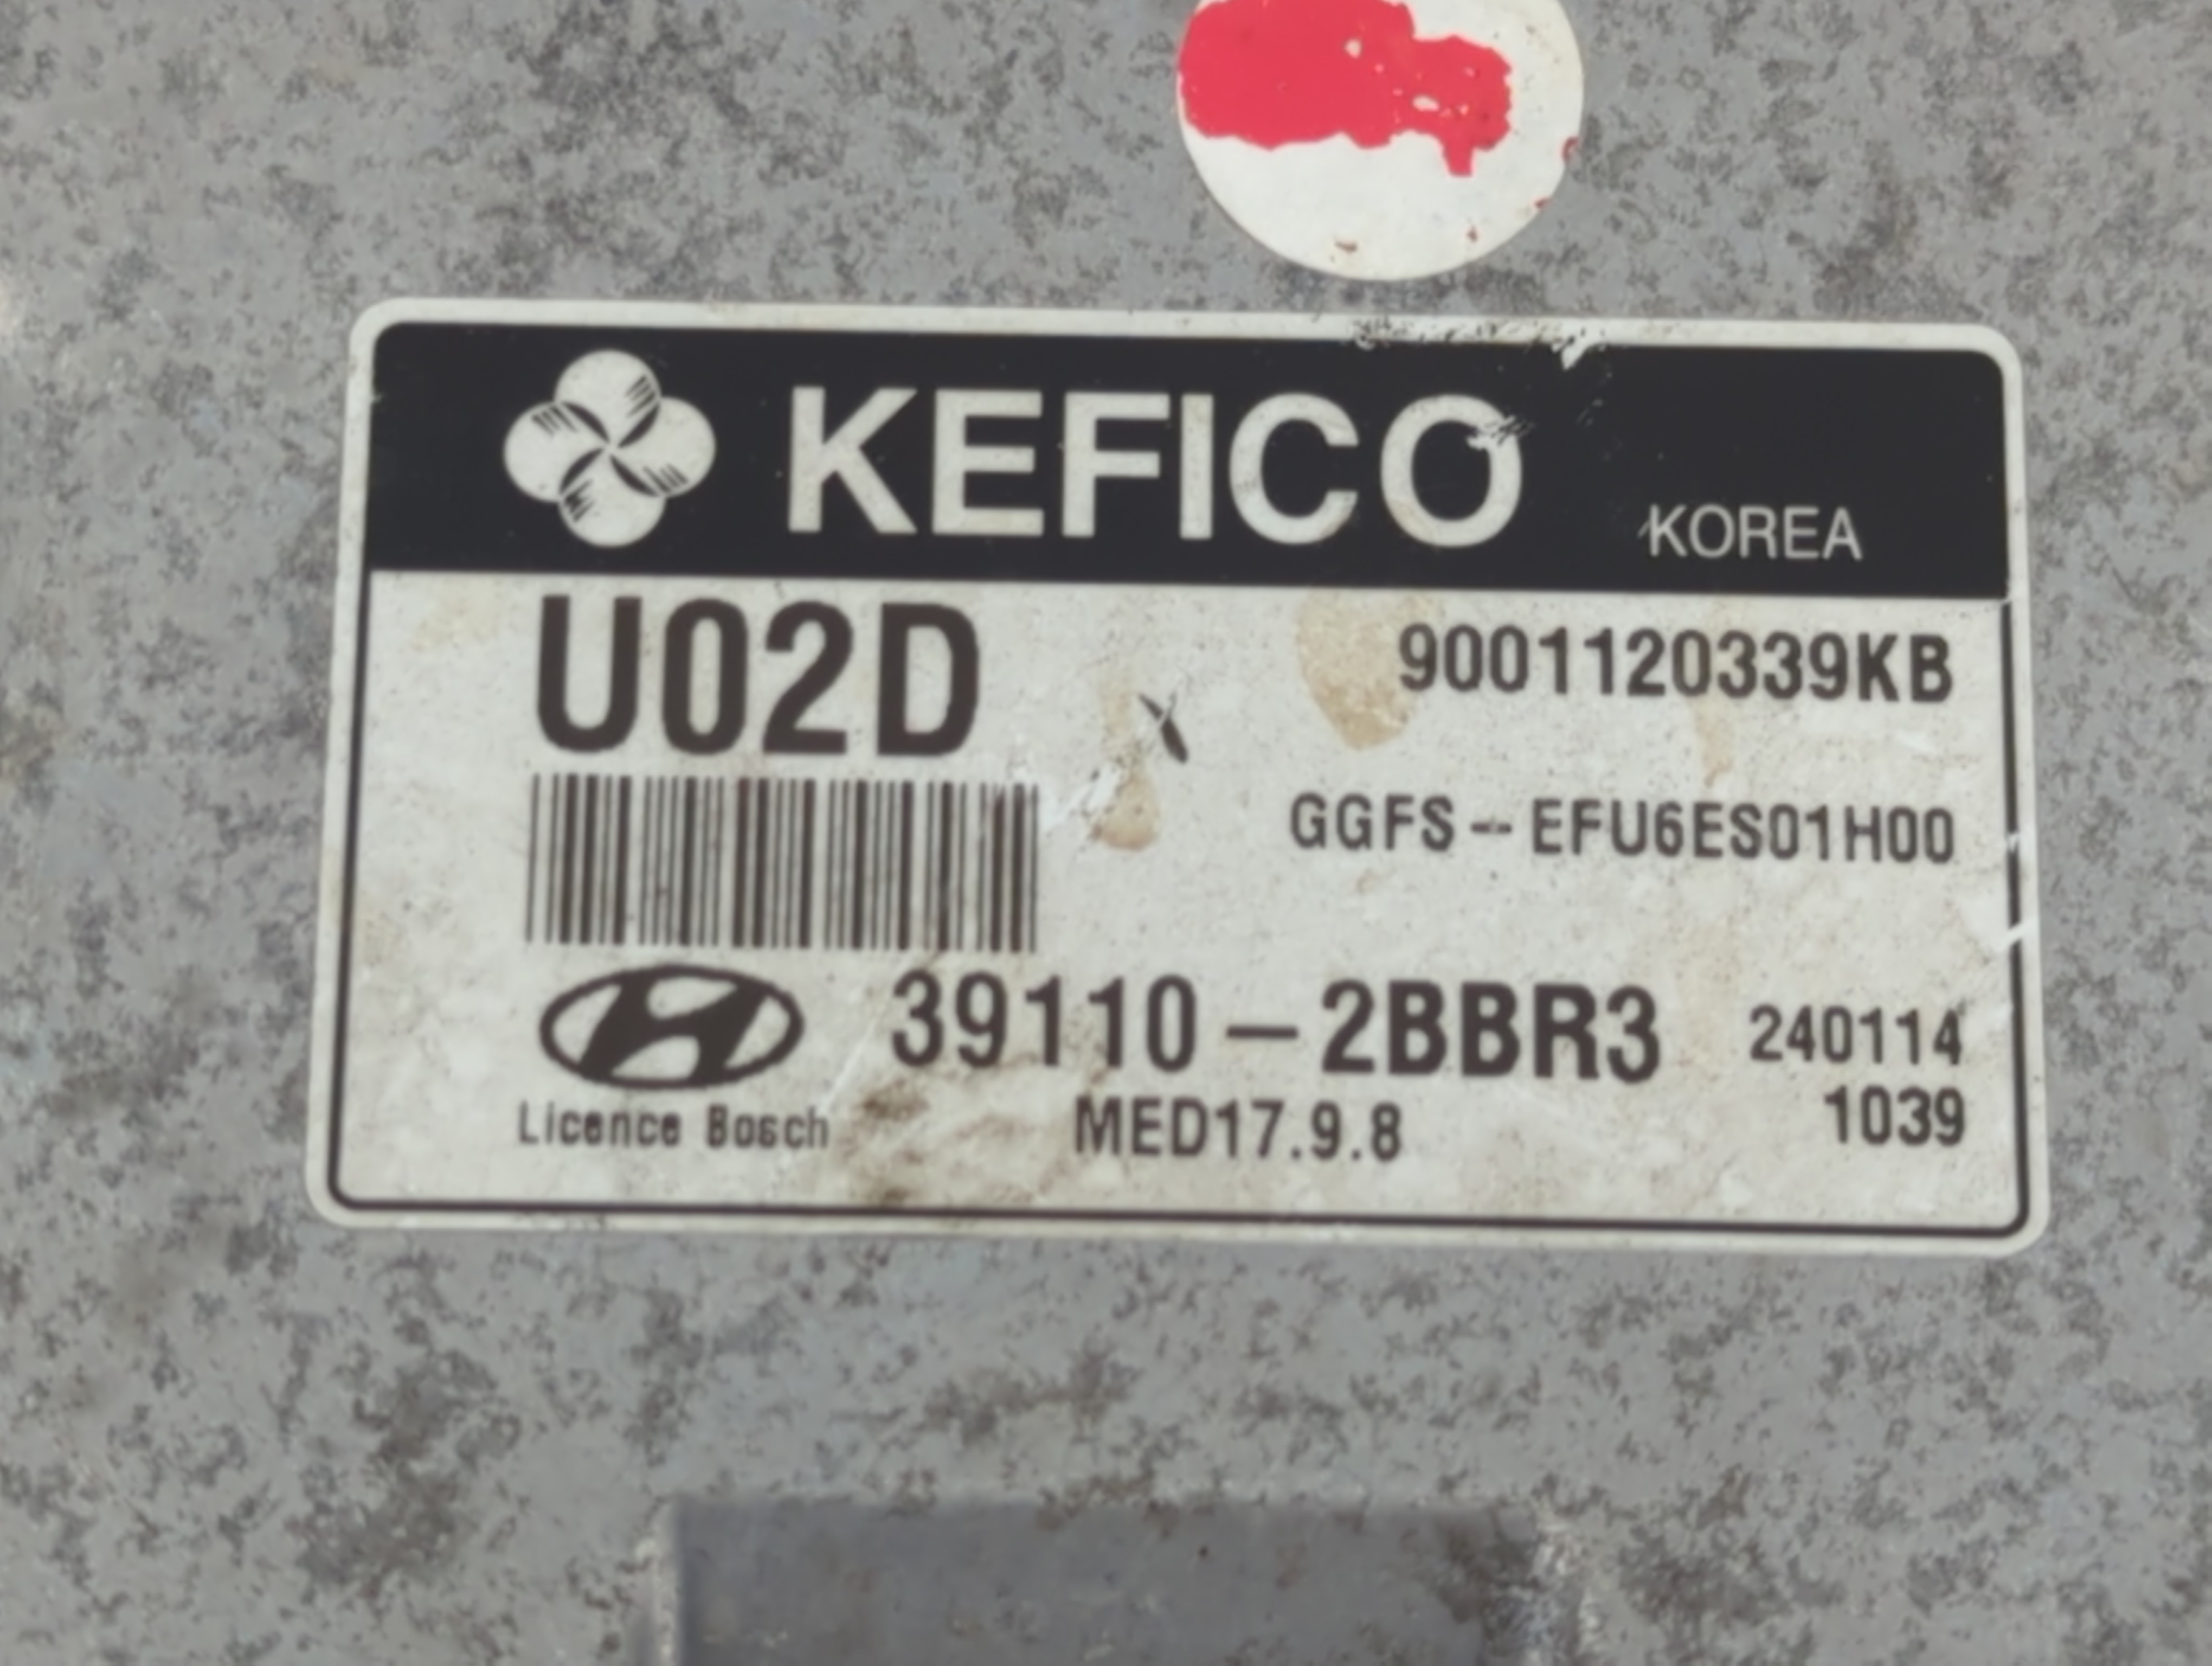 KEFICO KOREA
U02D 9001120339KB
GGFS-EFU6ES01H00
39110-2BBR3 240114
Licence Bosch MED17.9.8 1039